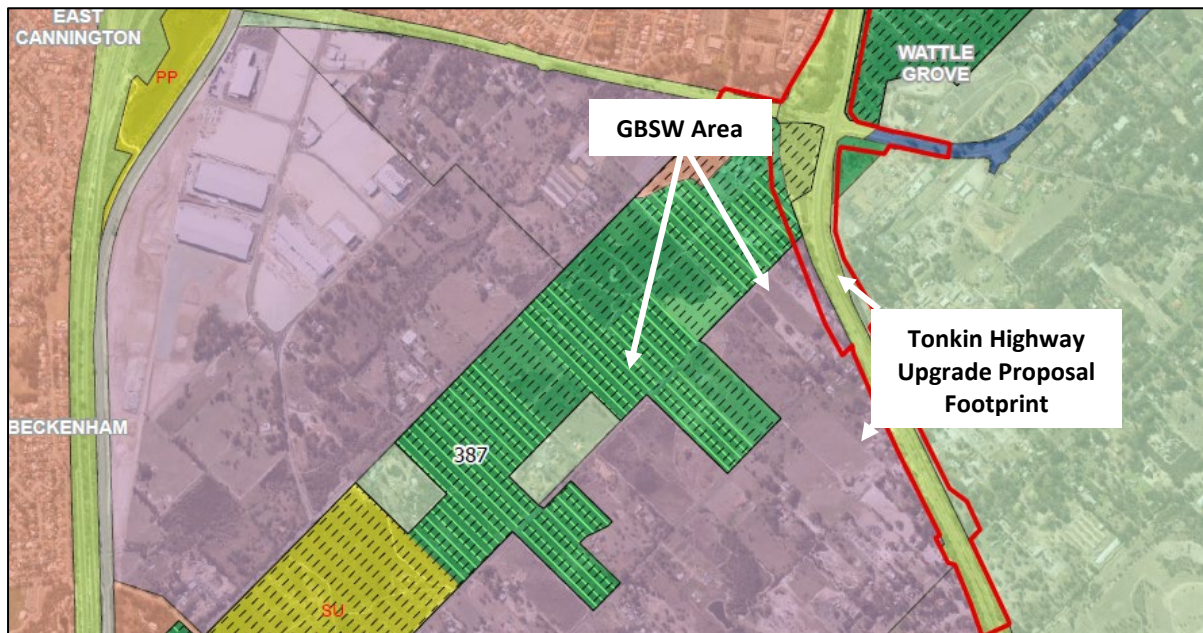 EAST
CANNINGTON
PP
WATTLE
GROVE
GBSW Area
Tonkin Highway
Upgrade Proposal
Footprint
BECKENHAM
387
SU